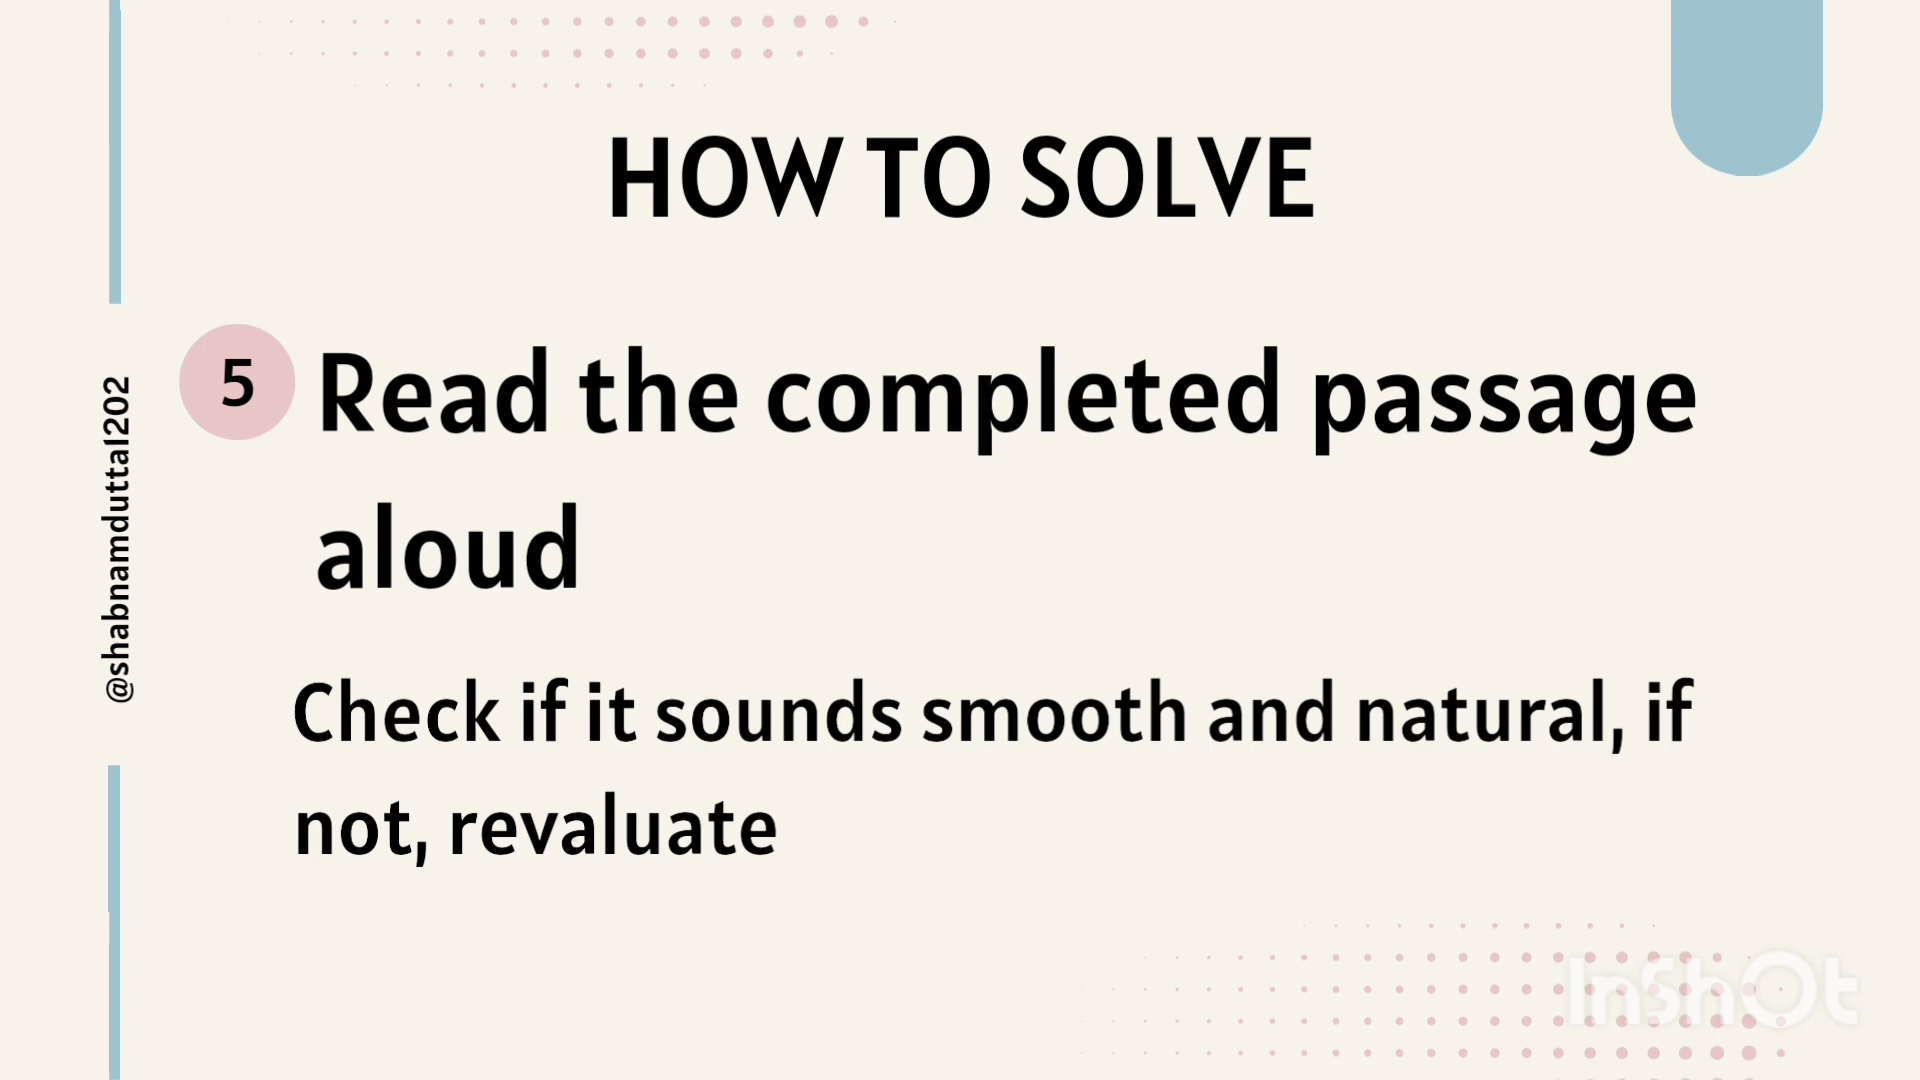 HOW TO SOLVE
5
Read the completed passage
aloud
Check if it sounds smooth and natural, if
not, revaluate
@shabnamdutta1202
InShOt